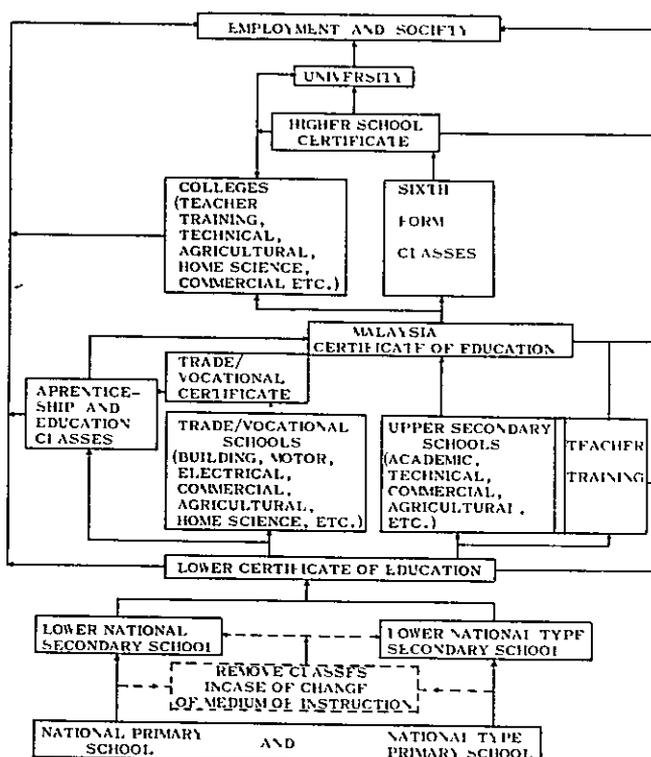 EMPLOYMENT AND SOCIETY
UNIVERSITY
HIGHER SCHOOL
CERTIFICATE
COLLEGES
(TEACHER
TRAINING,
TECHNICAL,
AGRICULTURAL,
HOME SCIENCE,
COMMERCIAL ETC.)
SIXTH
FORM
CLASSES
MALAYSIA
CERTIFICATE OF EDUCATION
TRADE/
VOCATIONAL
CERTIFICATE
APRENTICE-
SHIP AND
EDUCATION
CLASSES
TRADE/VOCATIONAL
SCHOOLS
(BUILDING, MOTOR,
ELECTRICAL,
COMMERCIAL,
AGRICULTURAL,
HOME SCIENCE, ETC.)
UPPER SECONDARY
SCHOOLS
(ACADEMIC,
TECHNICAL,
COMMERCIAL,
AGRICULTURAL,
ETC.)
TEACHER
TRAINING
LOWER CERTIFICATE OF EDUCATION
LOWER NATIONAL
SECONDARY SCHOOL
LOWER NATIONAL TYPE
SECONDARY SCHOOL
REMOVE CLASSES
INCASE OF CHANGE
OF MEDIUM OF INSTRUCTION
NATIONAL PRIMARY
SCHOOL
AND
NATIONAL TYPE
PRIMARY SCHOOL